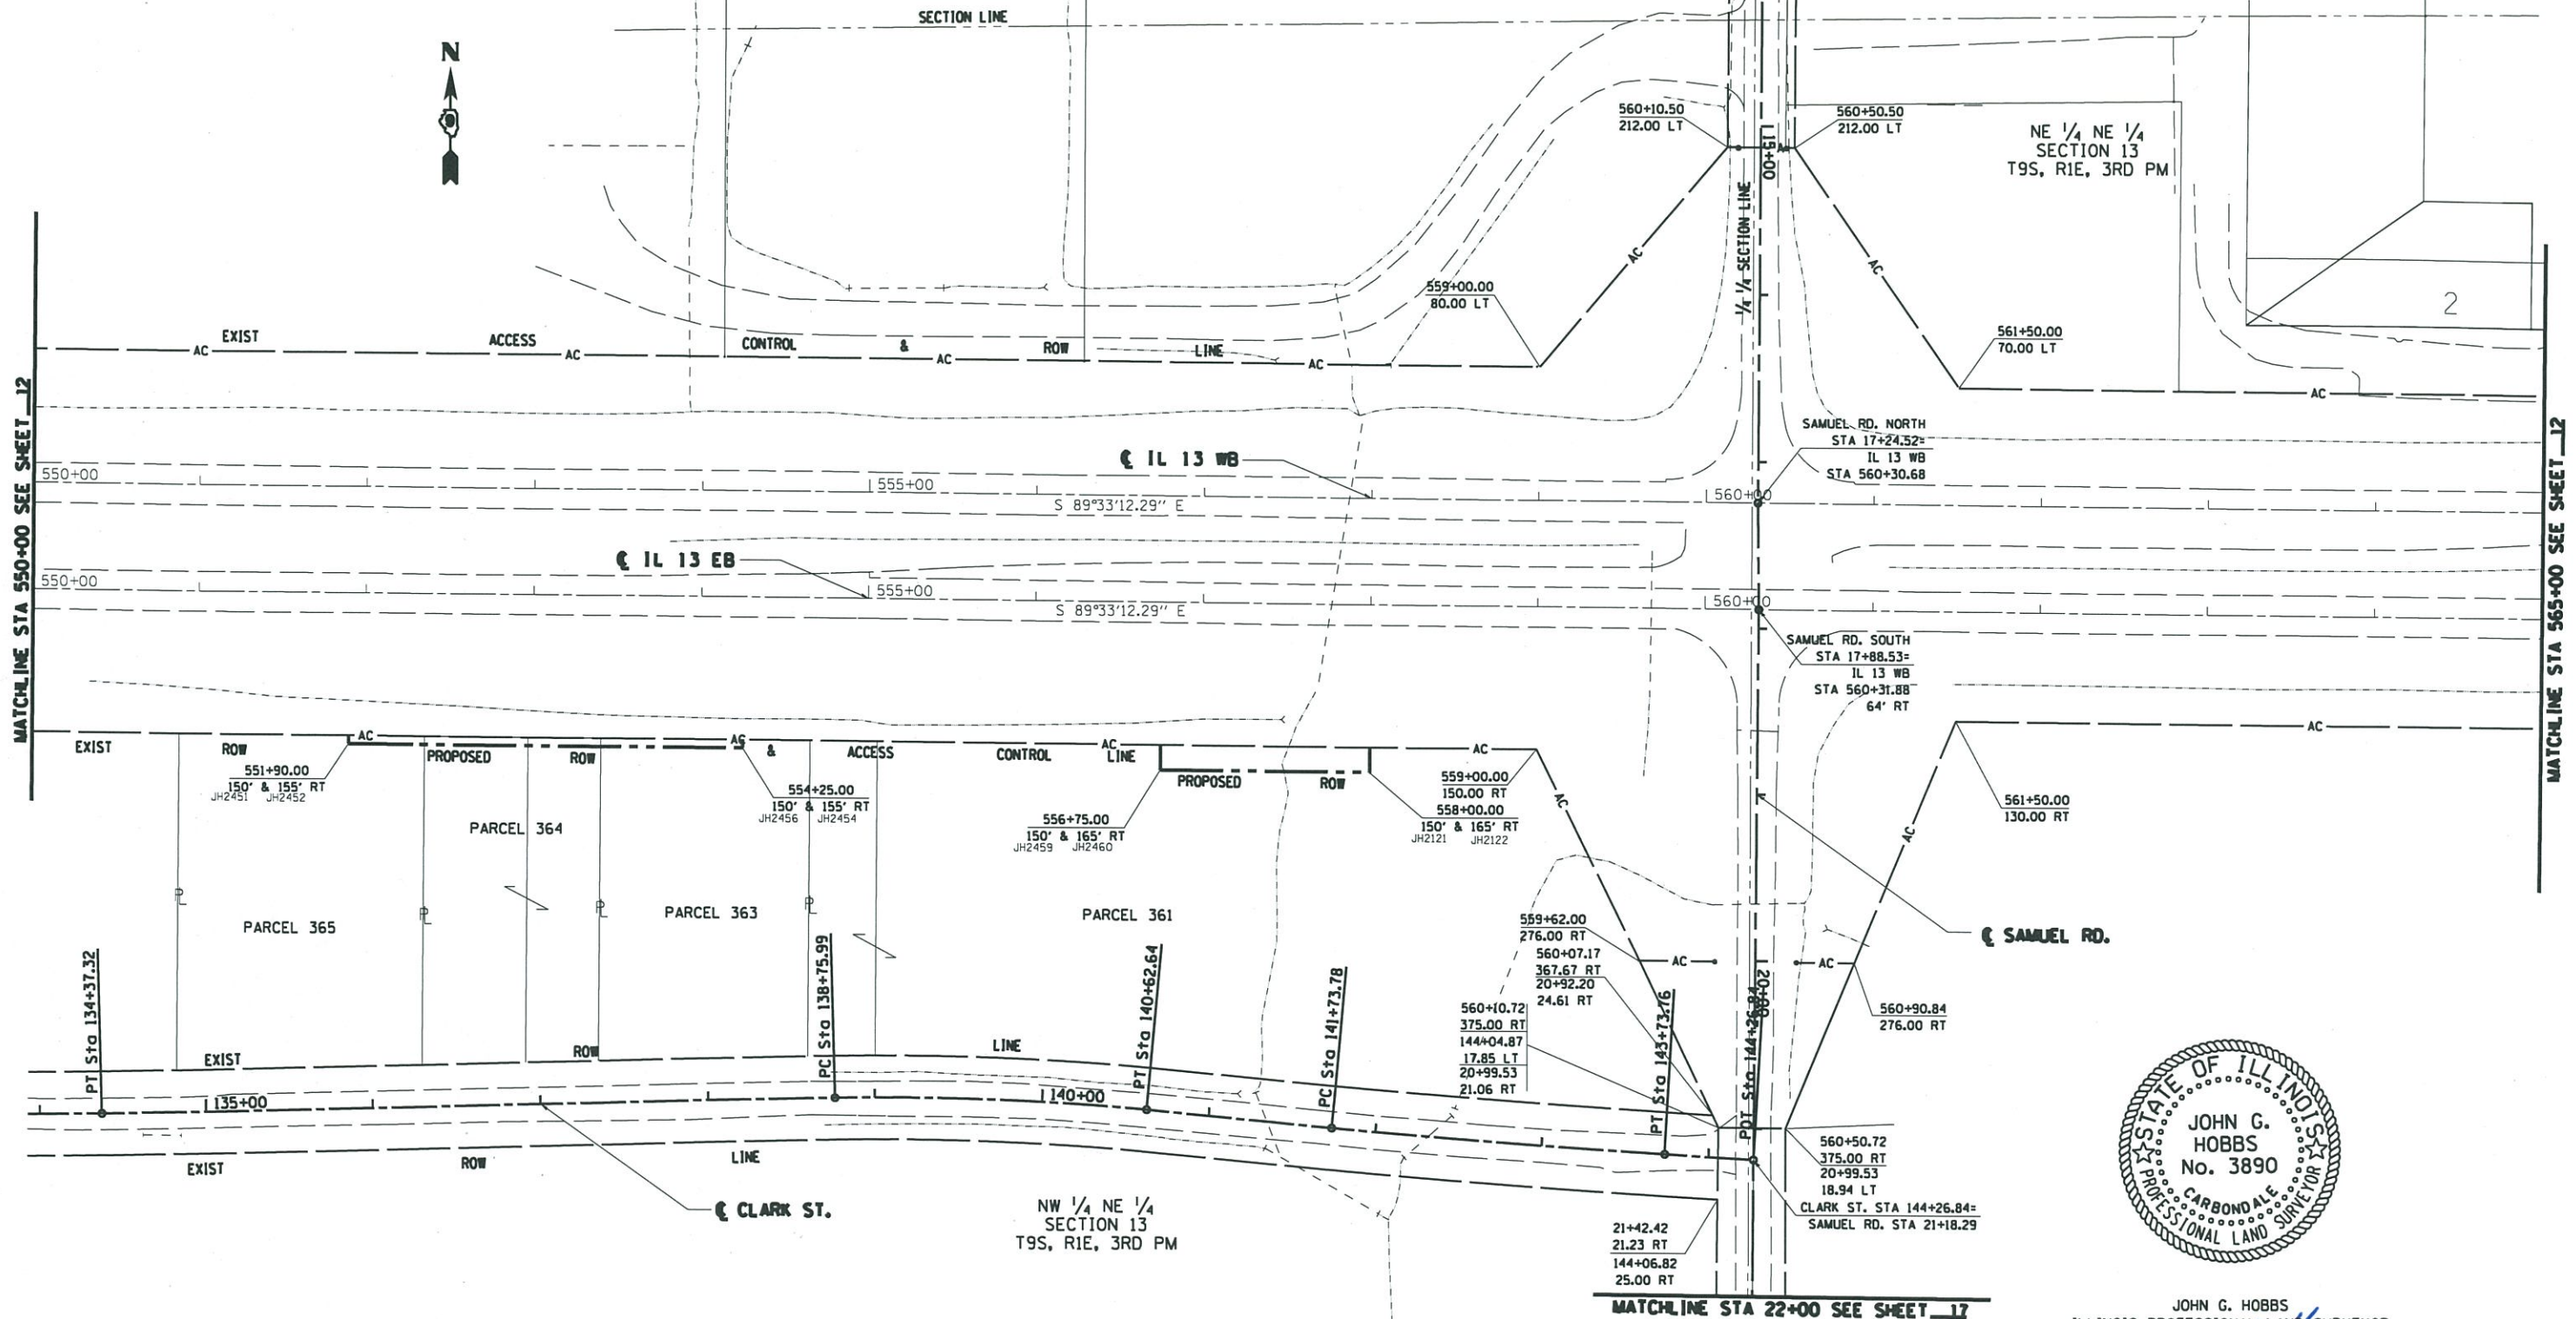 SECTION LINE
N
560+10.50
212.00 LT
15+00
AC
560+50.50
212.00 LT
NE 1/4 NE 1/4
SECTION 13
T9S, R1E, 3RD PM
1/4 1/4 SECTION LINE
AC
AC
559+00.00
80.00 LT
561+50.00
70.00 LT
2
EXIST ACCESS CONTROL & ROW LINE
AC AC AC AC AC
MATCHLINE STA 550+00 SEE SHEET 12
MATCHLINE STA 565+00 SEE SHEET 12
SAMUEL RD. NORTH
STA 17+24.52=
IL 13 WB
STA 560+30.68
℄ IL 13 WB
550+00 555+00 560+00
S 89°33'12.29" E
℄ IL 13 EB
550+00 555+00 560+00
S 89°33'12.29" E
SAMUEL RD. SOUTH
STA 17+88.53=
IL 13 WB
STA 560+31.88
64' RT
AC AC AC AC AC
EXIST ROW & ACCESS CONTROL LINE
PROPOSED ROW
PROPOSED ROW
551+90.00
150' & 155' RT
JH2451 JH2452
554+25.00
150' & 155' RT
JH2456 JH2454
556+75.00
150' & 165' RT
JH2459 JH2460
559+00.00
150.00 RT
558+00.00
150' & 165' RT
JH2121 JH2122
AC
AC
561+50.00
130.00 RT
PARCEL 364
PARCEL 365
PARCEL 363
PARCEL 361
PL
PL
PL
PL
℄ SAMUEL RD.
559+62.00
276.00 RT
AC
AC
20+00
560+07.17
367.67 RT
20+92.20
24.61 RT
560+10.72
375.00 RT
144+04.87
17.85 LT
20+99.53
21.06 RT
560+90.84
276.00 RT
PT Sta 134+37.32
PC Sta 138+75.99
PT Sta 140+62.64
PC Sta 141+73.78
PT Sta 143+73.76
POT Sta 144+26.84
EXIST ROW LINE
135+00 140+00
EXIST ROW LINE
℄ CLARK ST.
NW 1/4 NE 1/4
SECTION 13
T9S, R1E, 3RD PM
560+50.72
375.00 RT
20+99.53
18.94 LT
CLARK ST. STA 144+26.84=
SAMUEL RD. STA 21+18.29
21+42.42
21.23 RT
144+06.82
25.00 RT
MATCHLINE STA 22+00 SEE SHEET 17
STATE OF ILLINOIS
JOHN G.
HOBBS
No. 3890
CARBONDALE
PROFESSIONAL LAND SURVEYOR
JOHN G. HOBBS